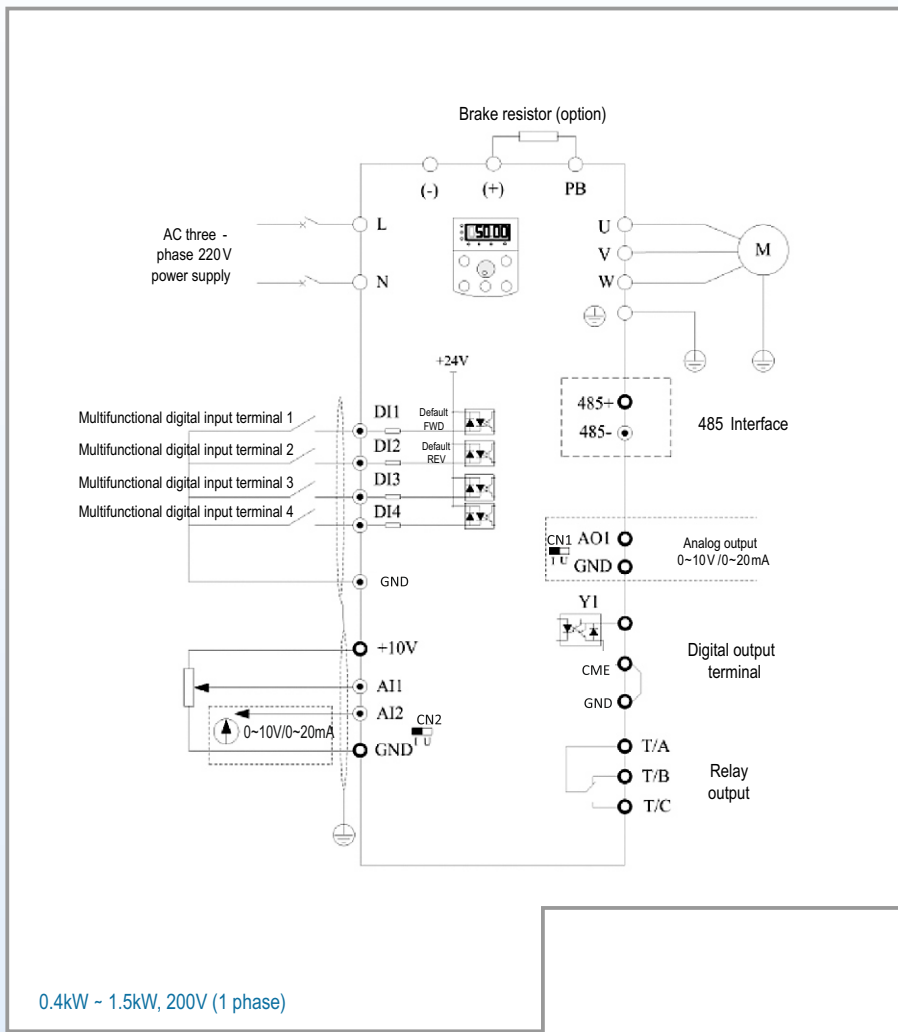 Brake resistor (option)
(-)
(+)
PB
AC three -
phase 220V
power supply
L
N
5000
U
V
W
M
+24V
Multifunctional digital input terminal 1
DI1
Default
FWD
Multifunctional digital input terminal 2
DI2
Default
REV
Multifunctional digital input terminal 3
DI3
Multifunctional digital input terminal 4
DI4
GND
485+
485-
485 Interface
CN1
I U
AO1
GND
Analog output
0~10V/0~20mA
Y1
CME
GND
Digital output
terminal
+10V
AI1
AI2
0~10V/0~20mA
CN2
I U
GND
T/A
T/B
T/C
Relay
output
0.4kW ~ 1.5kW, 200V (1 phase)